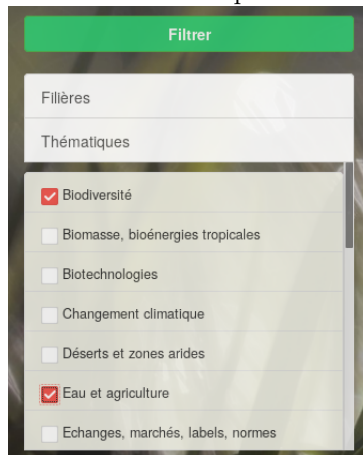 Filtrer
Filières
Thématiques
Biodiversité
Biomasse, bioénergies tropicales
Biotechnologies
Changement climatique
Déserts et zones arides
Eau et agriculture
Echanges, marchés, labels, normes